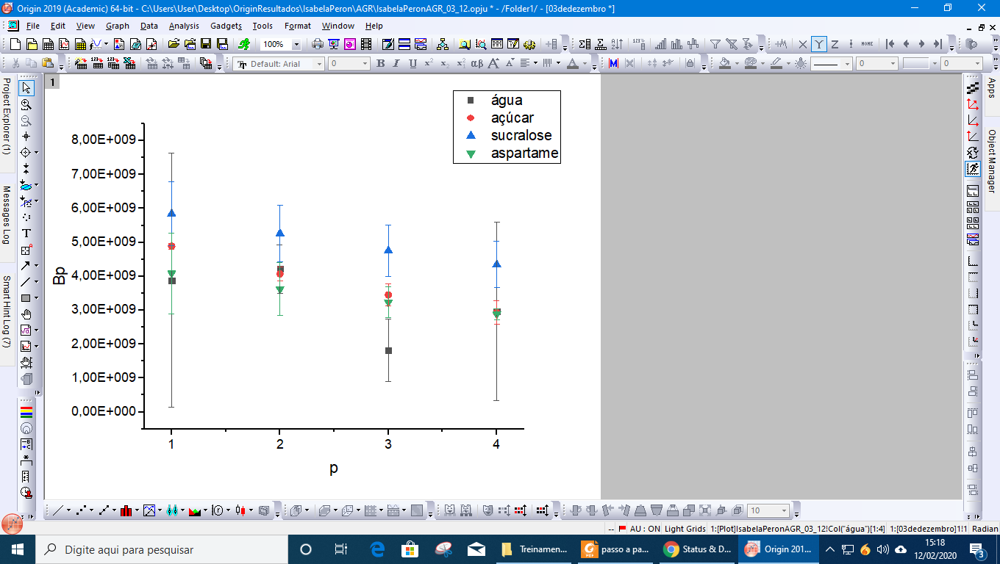 Origin 2019 (Academic) 64-bit - C:\Users\User\Desktop\OriginResultados\IsabelaPeron\AGR\IsabelaPeronAGR_03_12.opju * - /Folder1/ - [03dedezembro *]
File Edit View Graph Data Analysis Gadgets Tools Format Window Help
100%
Default: Arial 0 B I U αβ A A A M 0 0
X Y Z HOME
1
Project Explorer (1)
Messages Log
Smart Hint Log (7)
Apps
Object Manager
água
açúcar
sucralose
aspartame
8,00E+009
7,00E+009
6,00E+009
5,00E+009
4,00E+009
3,00E+009
2,00E+009
1,00E+009
0,00E+000
Bp
1 2 3 4
p
10
-- AU : ON Light Grids 1:[Plot]IsabelaPeronAGR_03_12!Col("água")[1:4] 1:[03dedezembro]1!1 Radian
Digite aqui para pesquisar
Treinamen...
passo a pa...
Status & D...
Origin 201...
15:18
12/02/2020
3